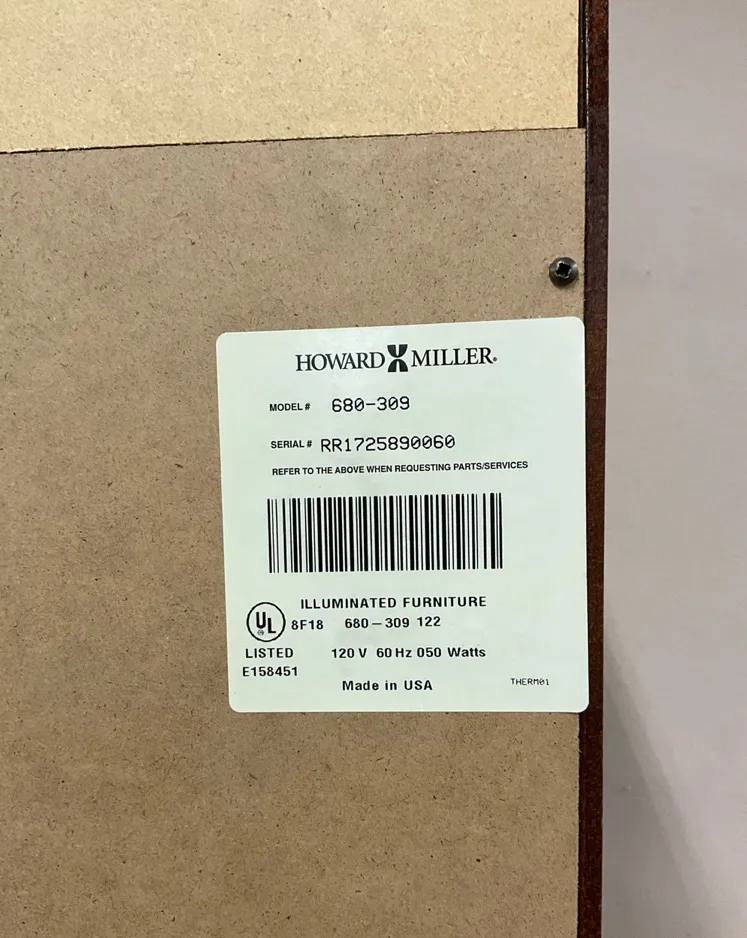 HOWARD MILLER®
MODEL # 680-309
SERIAL # RR1725890060
REFER TO THE ABOVE WHEN REQUESTING PARTS/SERVICES
ILLUMINATED FURNITURE
UL 8F18 680-309 122
LISTED 120 V 60 Hz 050 Watts
E158451
Made in USA THERM01